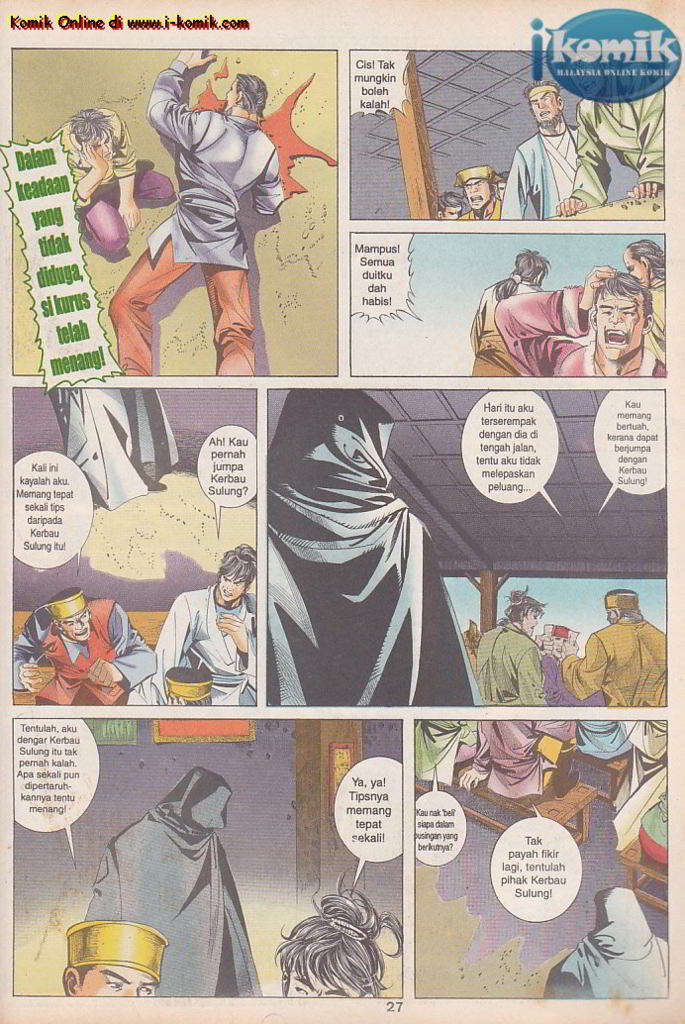 Komik Online di www.i-komik.com
ikomik
MALAYSIA ONLINE KOMIK
Dalam
keadaan
yang
tidak
diduga,
si kurus
telah
menang!
Cis! Tak
mungkin
boleh
kalah!
Mampus!
Semua
duitku
dah
habis!
Kali ini
kayalah aku.
Memang tepat
sekali tips
daripada
Kerbau
Sulung itu!
Ah! Kau
pernah
jumpa
Kerbau
Sulung?
Hari itu aku
terserempak
dengan dia di
tengah jalan,
tentu aku tidak
melepaskan
peluang...
Kau
memang
bertuah,
kerana dapat
berjumpa
dengan
Kerbau
Sulung!
Tentulah, aku
dengar Kerbau
Sulung itu tak
pernah kalah.
Apa sekali pun
dipertaruh-
kannya tentu
menang!
Ya, ya!
Tipsnya
memang
tepat
sekali!
Kau nak 'beli'
siapa dalam
pusingan yang
berikutnya?
Tak
payah fikir
lagi, tentulah
pihak Kerbau
Sulung!
27